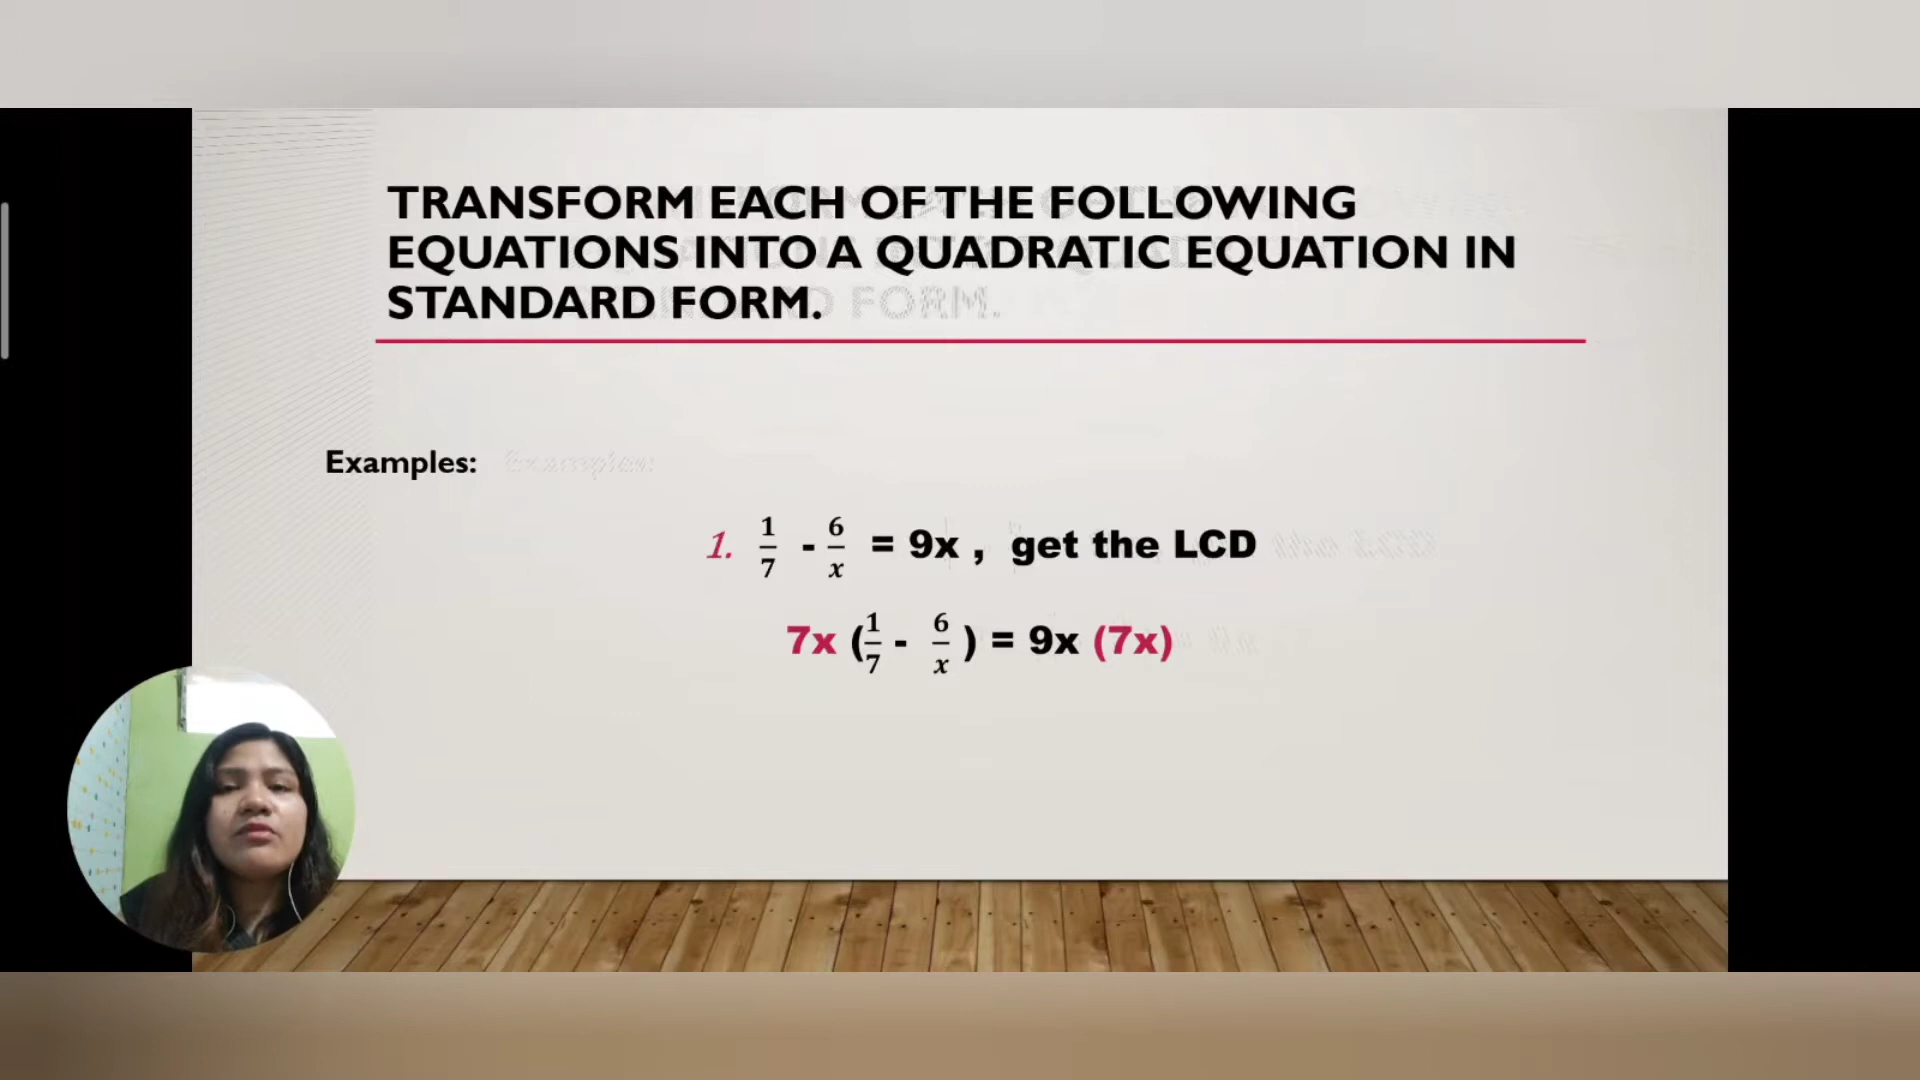 TRANSFORM EACH OF THE FOLLOWING
EQUATIONS INTO A QUADRATIC EQUATION IN
STANDARD FORM.
Examples:
1. 1/7 - 6/x = 9x , get the LCD
7x (1/7 - 6/x ) = 9x (7x)